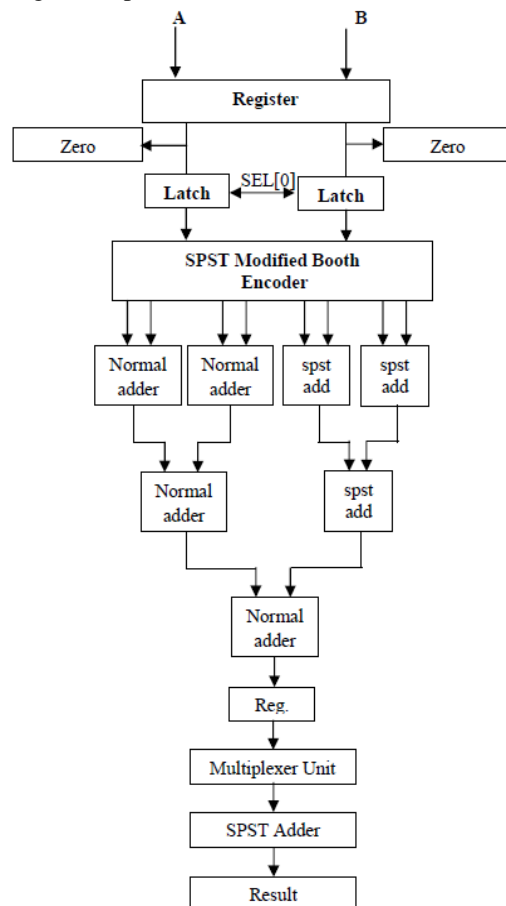 A B
Register
Zero Zero
SEL[0]
Latch Latch
SPST Modified Booth
Encoder
Normal Normal spst spst
adder adder add add
Normal spst
adder add
Normal
adder
Reg.
Multiplexer Unit
SPST Adder
Result